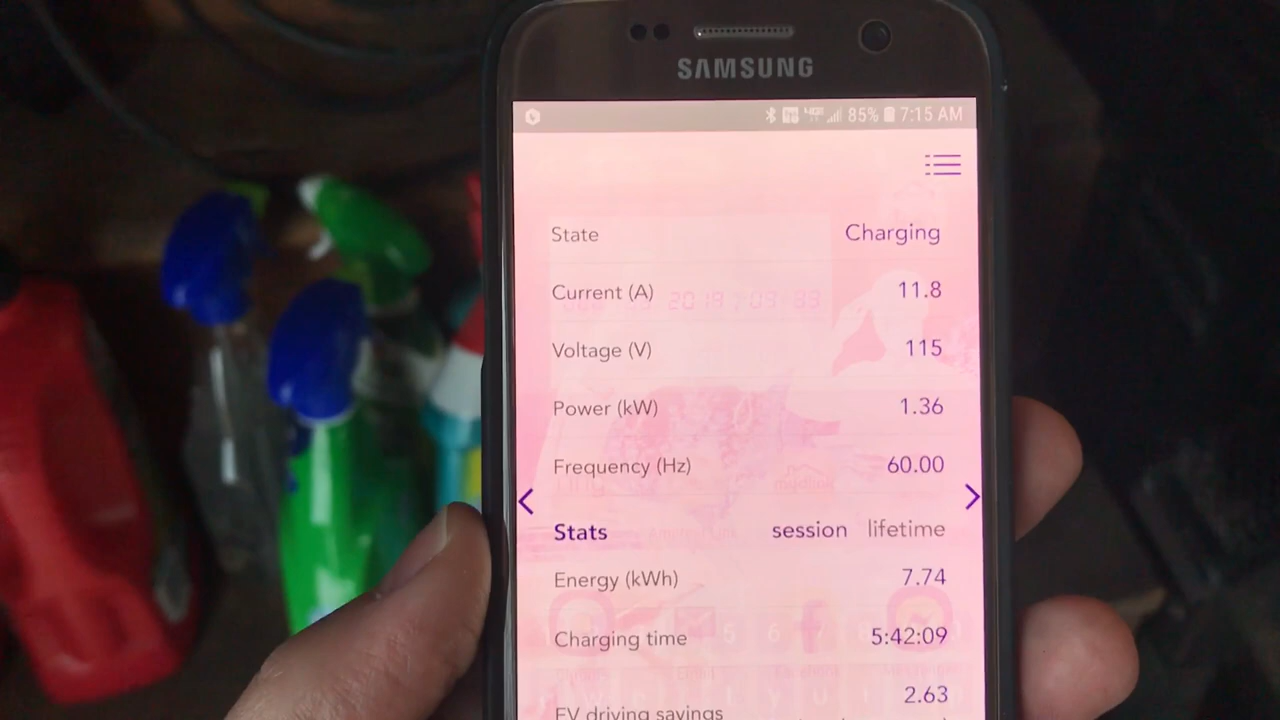 SAMSUNG
85% 7:15 AM
State Charging
Current (A) 11.8
Voltage (V) 115
Power (kW) 1.36
Frequency (Hz) 60.00
Stats session lifetime
Energy (kWh) 7.74
Charging time 5:42:09
2.63
EV driving savings